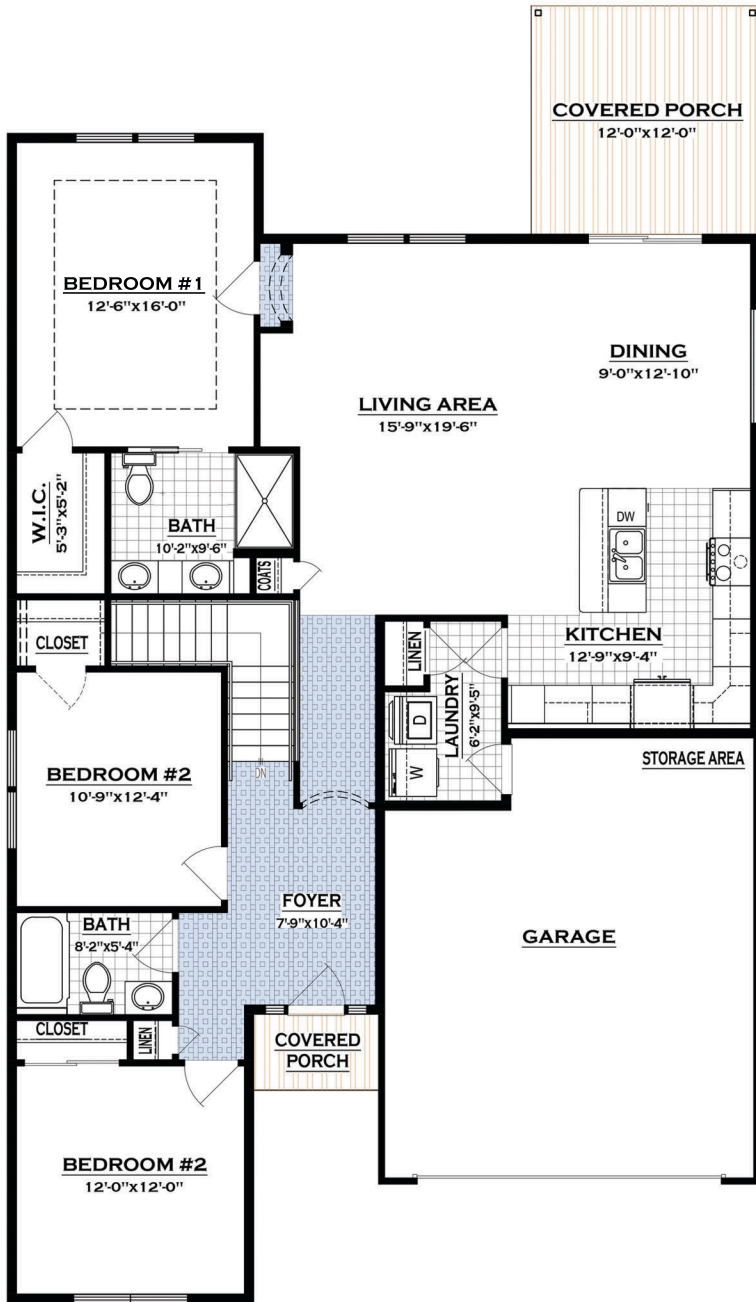 COVERED PORCH
12'-0"x12'-0"
BEDROOM #1
12'-6"x16'-0"
DINING
9'-0"x12'-10"
LIVING AREA
15'-9"x19'-6"
W.I.C.
5'-3"x5'-2"
BATH
10'-2"x9'-6"
COATS
DW
KITCHEN
12'-9"x9'-4"
CLOSET
LINEN
LAUNDRY
6'-2"x9'-5"
D
W
STORAGE AREA
BEDROOM #2
10'-9"x12'-4"
DN
FOYER
7'-9"x10'-4"
GARAGE
BATH
8'-2"x5'-4"
CLOSET
LINEN
COVERED
PORCH
BEDROOM #2
12'-0"x12'-0"